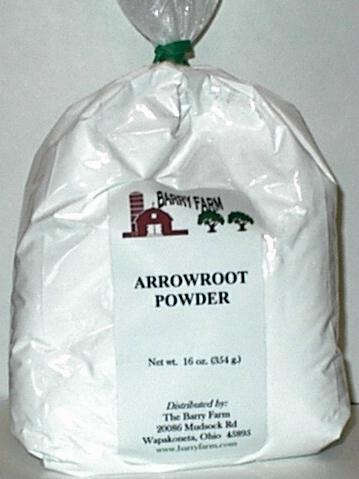 BARRY FARM
ARROWROOT
POWDER
Net wt. 16 oz. (354 g.)
Distributed by:
The Barry Farm
20086 Mudsock Rd
Wapakoneta, Ohio 45895
www.barryfarm.com